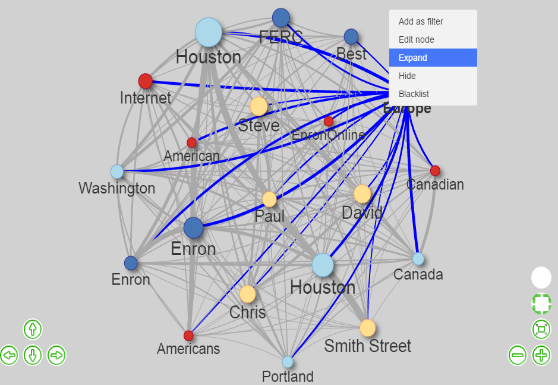 Add as filter
Edit node
Expand
Hide
Blacklist
Houston
FERC
Best
Europe
Internet
Steve
EnronOnline
American
Washington
Canadian
Paul
David
Enron
Enron
Houston
Canada
Chris
Americans
Smith Street
Portland